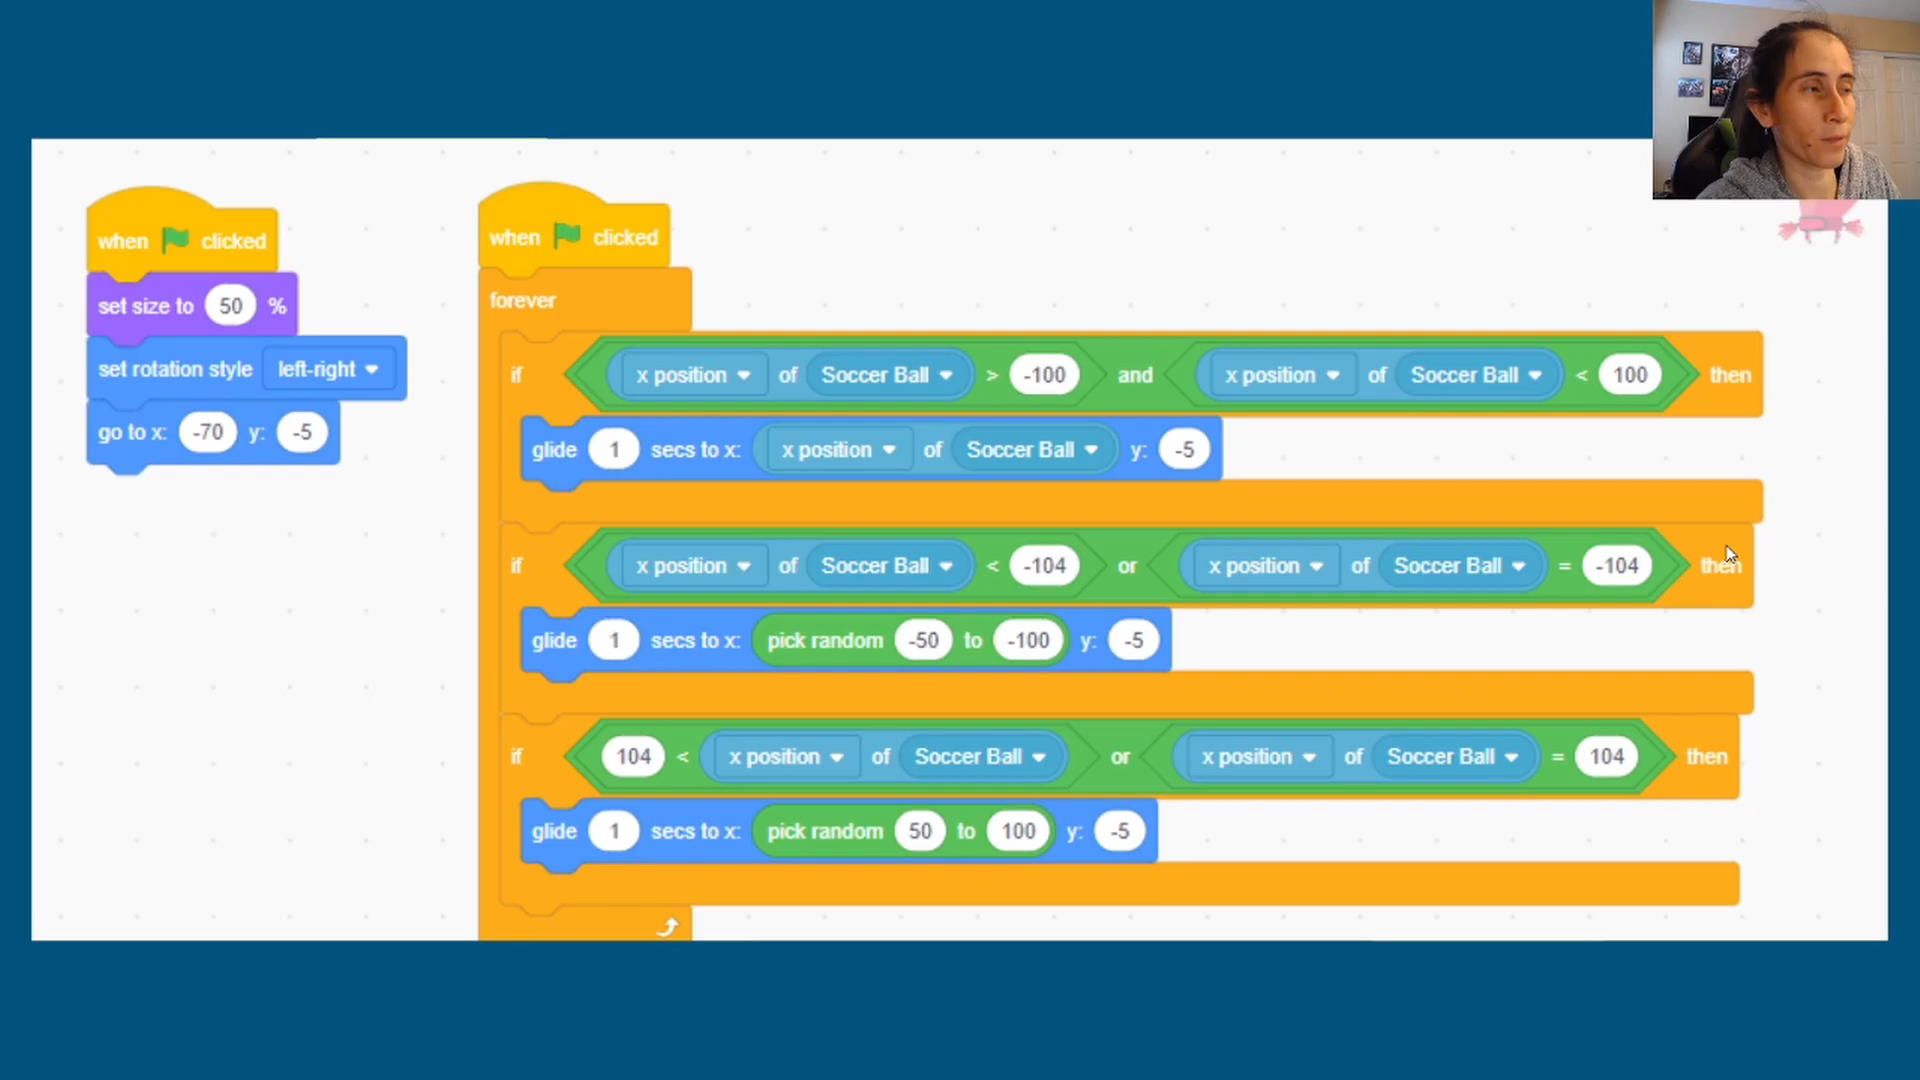 when clicked
set size to 50 %
set rotation style left-right
go to x: -70 y: -5
when clicked
forever
if x position of Soccer Ball > -100 and x position of Soccer Ball < 100 then
glide 1 secs to x: x position of Soccer Ball y: -5
if x position of Soccer Ball < -104 or x position of Soccer Ball = -104 then
glide 1 secs to x: pick random -50 to -100 y: -5
if 104 < x position of Soccer Ball or x position of Soccer Ball = 104 then
glide 1 secs to x: pick random 50 to 100 y: -5